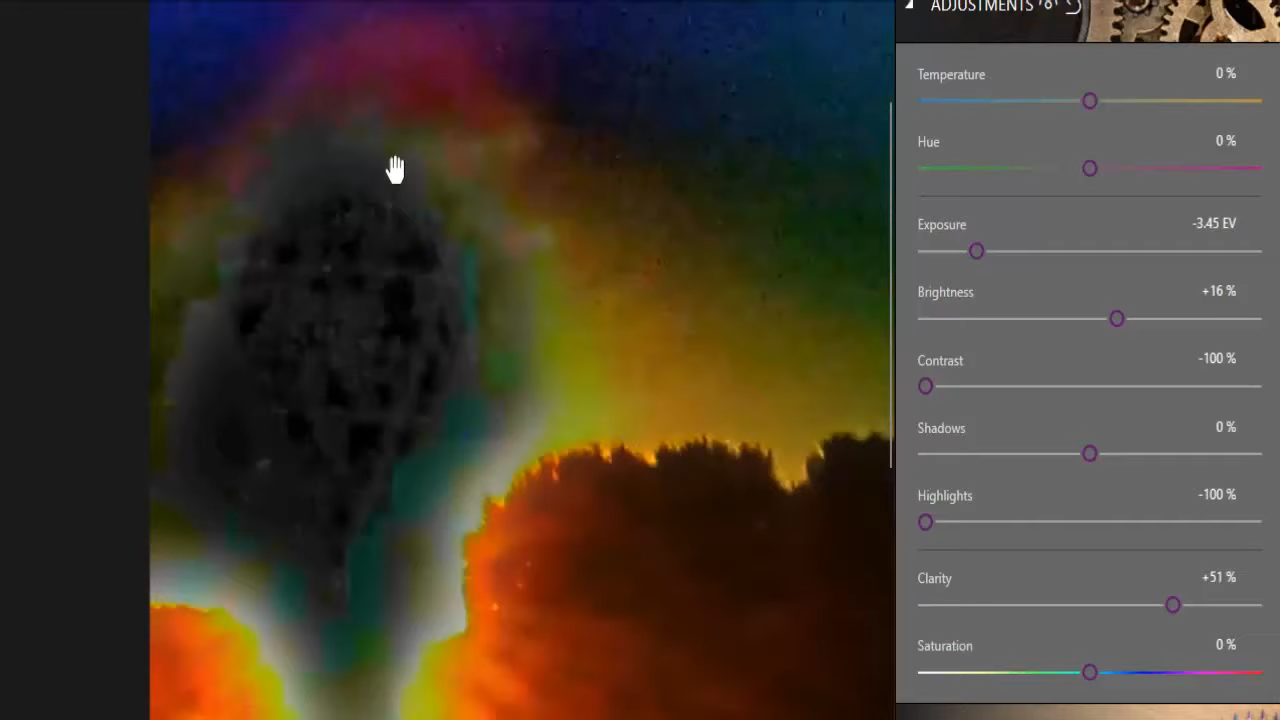 ADJUSTMENTS
Temperature 0 %
Hue 0 %
Exposure -3.45 EV
Brightness +16 %
Contrast -100 %
Shadows 0 %
Highlights -100 %
Clarity +51 %
Saturation 0 %